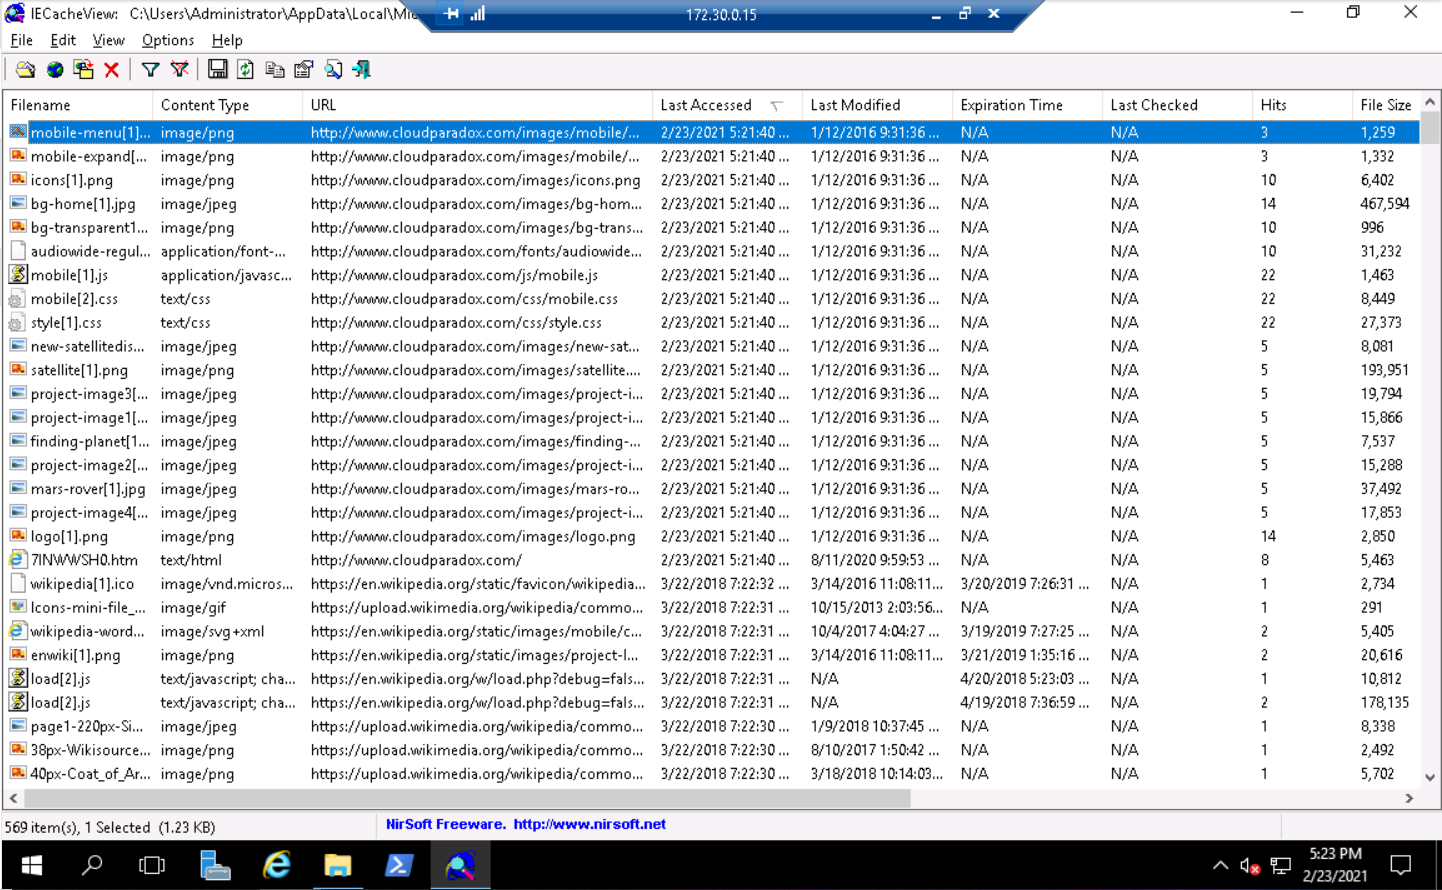 IECacheView:  C:\Users\Administrator\AppData\Local\Mic
172.30.0.15
File Edit View Options Help
Filename Content Type URL Last Accessed Last Modified Expiration Time Last Checked Hits File Size
mobile-menu[1]... image/png http://www.cloudparadox.com/images/mobile/... 2/23/2021 5:21:40 ... 1/12/2016 9:31:36 ... N/A N/A 3 1,259
mobile-expand[... image/png http://www.cloudparadox.com/images/mobile/... 2/23/2021 5:21:40 ... 1/12/2016 9:31:36 ... N/A N/A 3 1,332
icons[1].png image/png http://www.cloudparadox.com/images/icons.png 2/23/2021 5:21:40 ... 1/12/2016 9:31:36 ... N/A N/A 10 6,402
bg-home[1].jpg image/jpeg http://www.cloudparadox.com/images/bg-hom... 2/23/2021 5:21:40 ... 1/12/2016 9:31:36 ... N/A N/A 14 467,594
bg-transparent1... image/png http://www.cloudparadox.com/images/bg-trans... 2/23/2021 5:21:40 ... 1/12/2016 9:31:36 ... N/A N/A 10 996
audiowide-regul... application/font-... http://www.cloudparadox.com/fonts/audiowide... 2/23/2021 5:21:40 ... 1/12/2016 9:31:36 ... N/A N/A 10 31,232
mobile[1].js application/javasc... http://www.cloudparadox.com/js/mobile.js 2/23/2021 5:21:40 ... 1/12/2016 9:31:36 ... N/A N/A 22 1,463
mobile[2].css text/css http://www.cloudparadox.com/css/mobile.css 2/23/2021 5:21:40 ... 1/12/2016 9:31:36 ... N/A N/A 22 8,449
style[1].css text/css http://www.cloudparadox.com/css/style.css 2/23/2021 5:21:40 ... 1/12/2016 9:31:36 ... N/A N/A 22 27,373
new-satellitedis... image/jpeg http://www.cloudparadox.com/images/new-sat... 2/23/2021 5:21:40 ... 1/12/2016 9:31:36 ... N/A N/A 5 8,081
satellite[1].png image/png http://www.cloudparadox.com/images/satellite.... 2/23/2021 5:21:40 ... 1/12/2016 9:31:36 ... N/A N/A 5 193,951
project-image3[... image/jpeg http://www.cloudparadox.com/images/project-i... 2/23/2021 5:21:40 ... 1/12/2016 9:31:36 ... N/A N/A 5 19,794
project-image1[... image/jpeg http://www.cloudparadox.com/images/project-i... 2/23/2021 5:21:40 ... 1/12/2016 9:31:36 ... N/A N/A 5 15,866
finding-planet[1... image/jpeg http://www.cloudparadox.com/images/finding-... 2/23/2021 5:21:40 ... 1/12/2016 9:31:36 ... N/A N/A 5 7,537
project-image2[... image/jpeg http://www.cloudparadox.com/images/project-i... 2/23/2021 5:21:40 ... 1/12/2016 9:31:36 ... N/A N/A 5 15,288
mars-rover[1].jpg image/jpeg http://www.cloudparadox.com/images/mars-ro... 2/23/2021 5:21:40 ... 1/12/2016 9:31:36 ... N/A N/A 5 37,492
project-image4[... image/jpeg http://www.cloudparadox.com/images/project-i... 2/23/2021 5:21:40 ... 1/12/2016 9:31:36 ... N/A N/A 5 17,853
logo[1].png image/png http://www.cloudparadox.com/images/logo.png 2/23/2021 5:21:40 ... 1/12/2016 9:31:36 ... N/A N/A 14 2,850
7INWWSH0.htm text/html http://www.cloudparadox.com/ 2/23/2021 5:21:40 ... 8/11/2020 9:59:53 ... N/A N/A 8 5,463
wikipedia[1].ico image/vnd.micros... https://en.wikipedia.org/static/favicon/wikipedia... 3/22/2018 7:22:32 ... 3/14/2016 11:08:11... 3/20/2019 7:26:31 ... N/A 1 2,734
Icons-mini-file_... image/gif https://upload.wikimedia.org/wikipedia/commo... 3/22/2018 7:22:31 ... 10/15/2013 2:03:56... N/A N/A 1 291
wikipedia-word... image/svg+xml https://en.wikipedia.org/static/images/mobile/c... 3/22/2018 7:22:31 ... 10/4/2017 4:04:27 ... 3/19/2019 7:27:25 ... N/A 2 5,405
enwiki[1].png image/png https://en.wikipedia.org/static/images/project-l... 3/22/2018 7:22:31 ... 3/14/2016 11:08:11... 3/21/2019 1:35:16 ... N/A 2 20,616
load[2].js text/javascript; cha... https://en.wikipedia.org/w/load.php?debug=fals... 3/22/2018 7:22:31 ... N/A 4/20/2018 5:23:03 ... N/A 1 10,812
load[2].js text/javascript; cha... https://en.wikipedia.org/w/load.php?debug=fals... 3/22/2018 7:22:31 ... N/A 4/19/2018 7:36:59 ... N/A 2 178,135
page1-220px-Si... image/jpeg https://upload.wikimedia.org/wikipedia/commo... 3/22/2018 7:22:30 ... 1/9/2018 10:37:45 ... N/A N/A 1 8,338
38px-Wikisource... image/png https://upload.wikimedia.org/wikipedia/commo... 3/22/2018 7:22:30 ... 8/10/2017 1:50:42 ... N/A N/A 1 2,492
40px-Coat_of_Ar... image/png https://upload.wikimedia.org/wikipedia/commo... 3/22/2018 7:22:30 ... 3/18/2018 10:14:03... N/A N/A 1 5,702
569 item(s), 1 Selected  (1.23 KB) NirSoft Freeware.  http://www.nirsoft.net
5:23 PM
2/23/2021